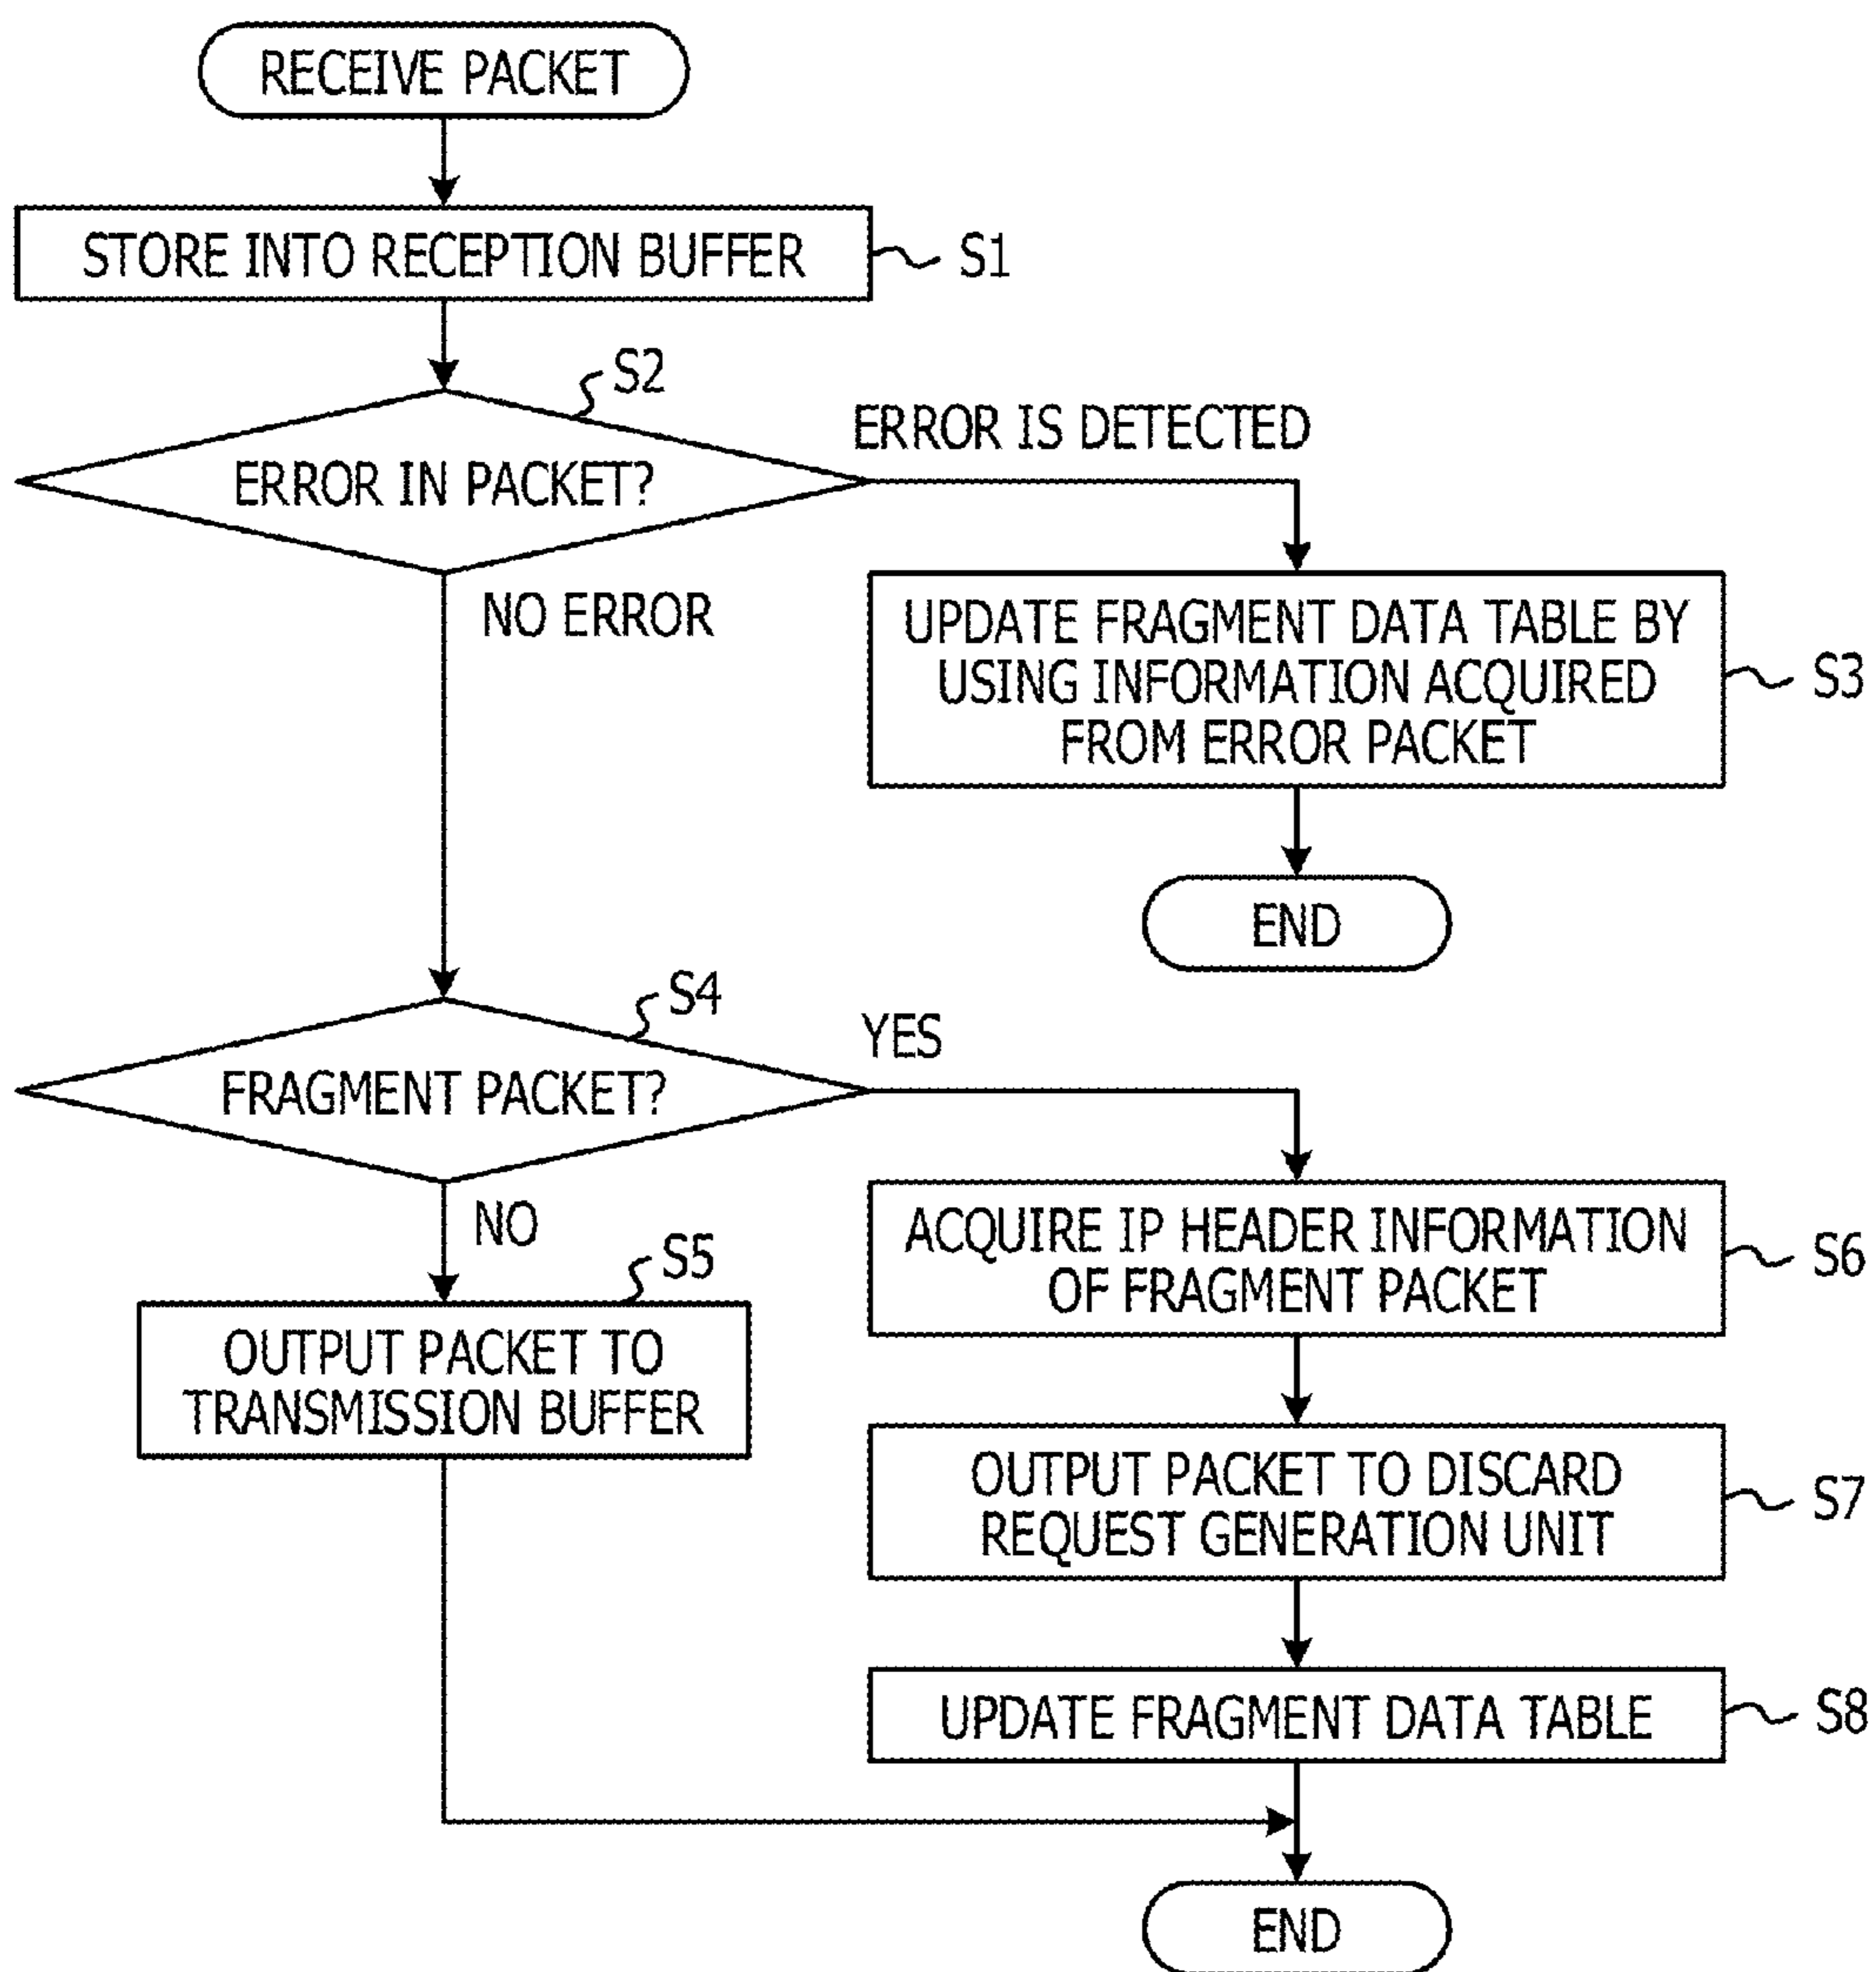 RECEIVE PACKET
STORE INTO RECEPTION BUFFER
S1
S2
ERROR IN PACKET?
ERROR IS DETECTED
NO ERROR
UPDATE FRAGMENT DATA TABLE BY
USING INFORMATION ACQUIRED
FROM ERROR PACKET
S3
END
S4
FRAGMENT PACKET?
YES
NO
S5
OUTPUT PACKET TO
TRANSMISSION BUFFER
ACQUIRE IP HEADER INFORMATION
OF FRAGMENT PACKET
S6
OUTPUT PACKET TO DISCARD
REQUEST GENERATION UNIT
S7
UPDATE FRAGMENT DATA TABLE
S8
END